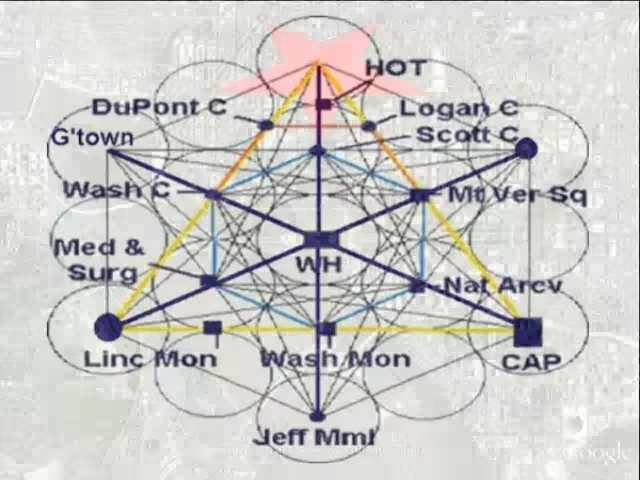 HOT
DuPont C
Logan C
G'town
Scott C
Wash C
Mt Ver Sq
Med &
Surg
WH
Nat Arcv
Linc Mon
Wash Mon
CAP
Jeff Mml
Google